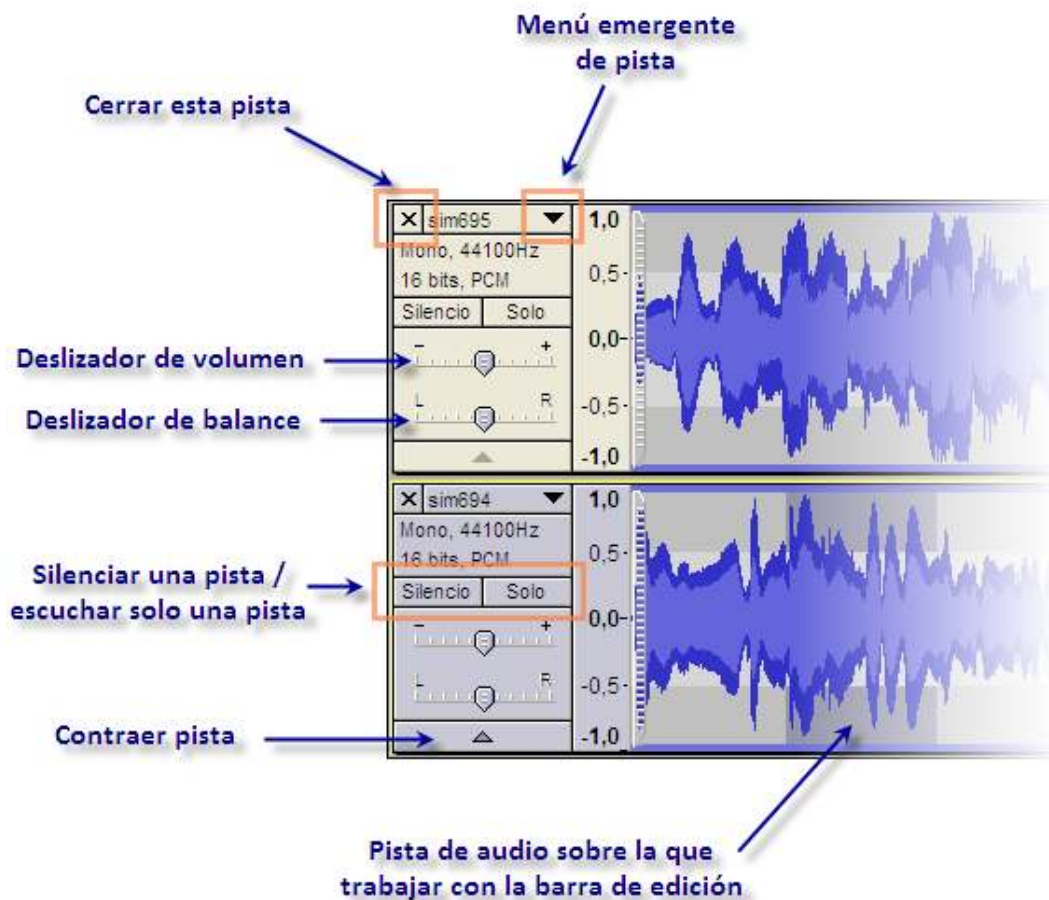 Menú emergente
de pista
Cerrar esta pista
sim695
Mono, 44100Hz
16 bits, PCM
Silencio Solo
- +
L R
1,0
0,5
0,0
-0,5
-1,0
Deslizador de volumen
Deslizador de balance
sim694
Mono, 44100Hz
16 bits, PCM
Silencio Solo
- +
L R
1,0
0,5
0,0
-0,5
-1,0
Silenciar una pista /
escuchar solo una pista
Contraer pista
Pista de audio sobre la que
trabajar con la barra de edición